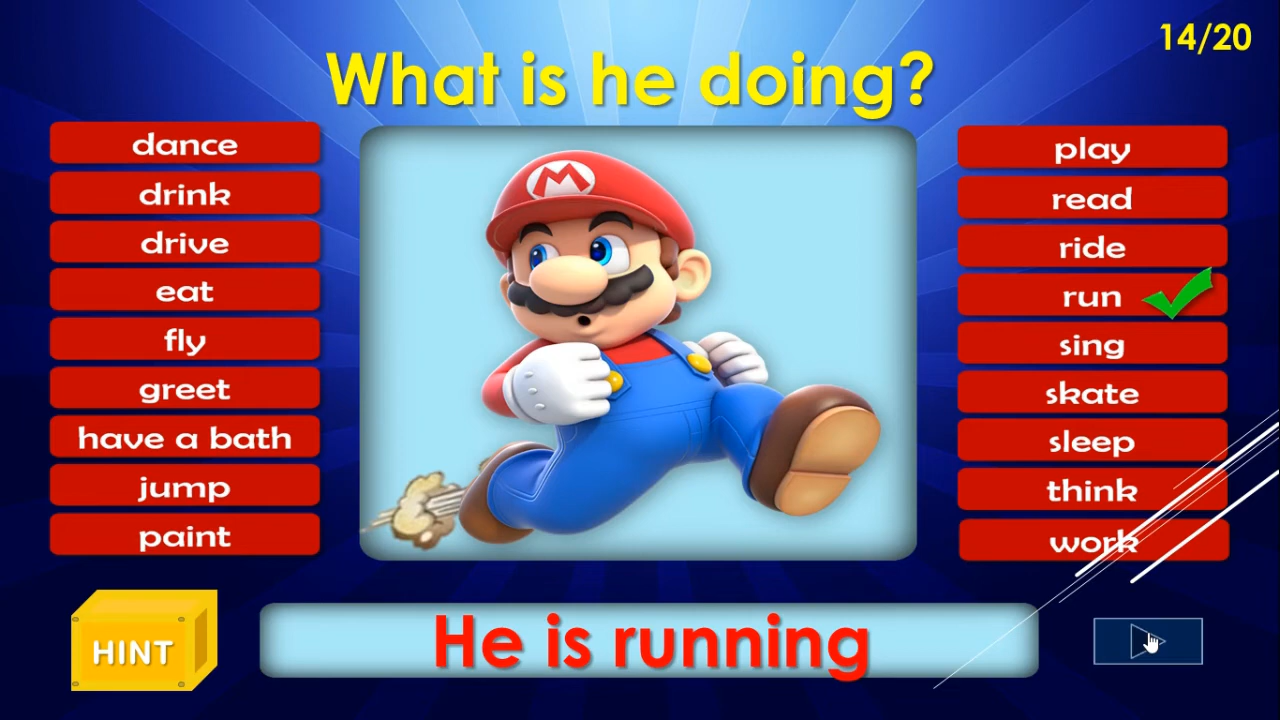 14/20
What is he doing?
dance
drink
drive
eat
fly
greet
have a bath
jump
paint
M
play
read
ride
run
sing
skate
sleep
think
work
HINT
He is running